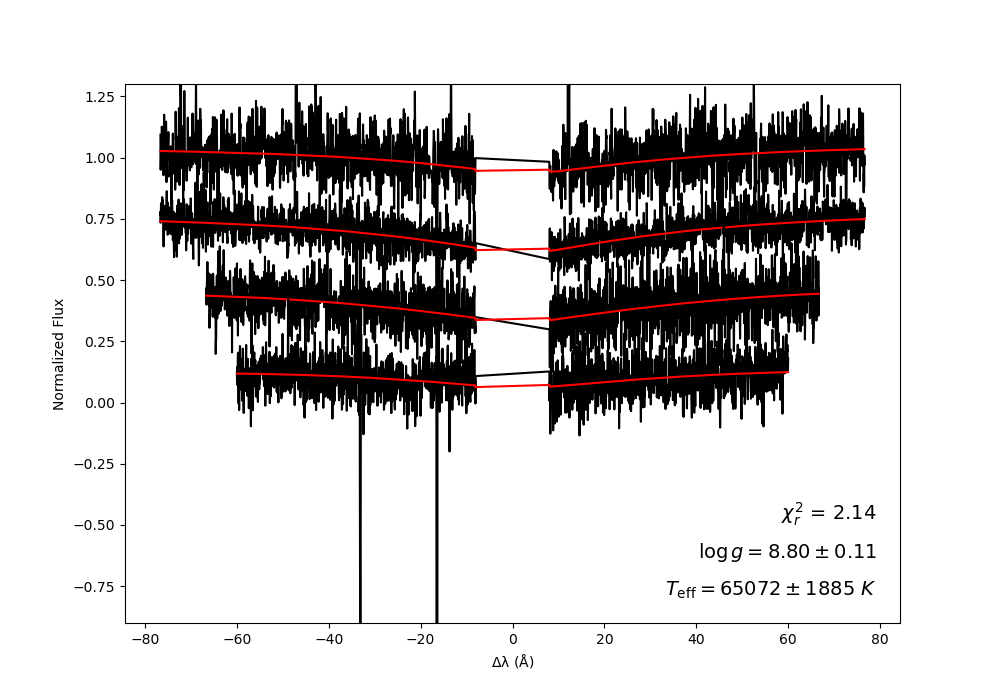 1.25
1.00
0.75
0.50
0.25
0.00
−0.25
−0.50
−0.75
Normalized Flux
χ²ᵣ = 2.14
log g = 8.80 ± 0.11
T_eff = 65072 ± 1885 K
−80 −60 −40 −20 0 20 40 60 80
Δλ (Å)